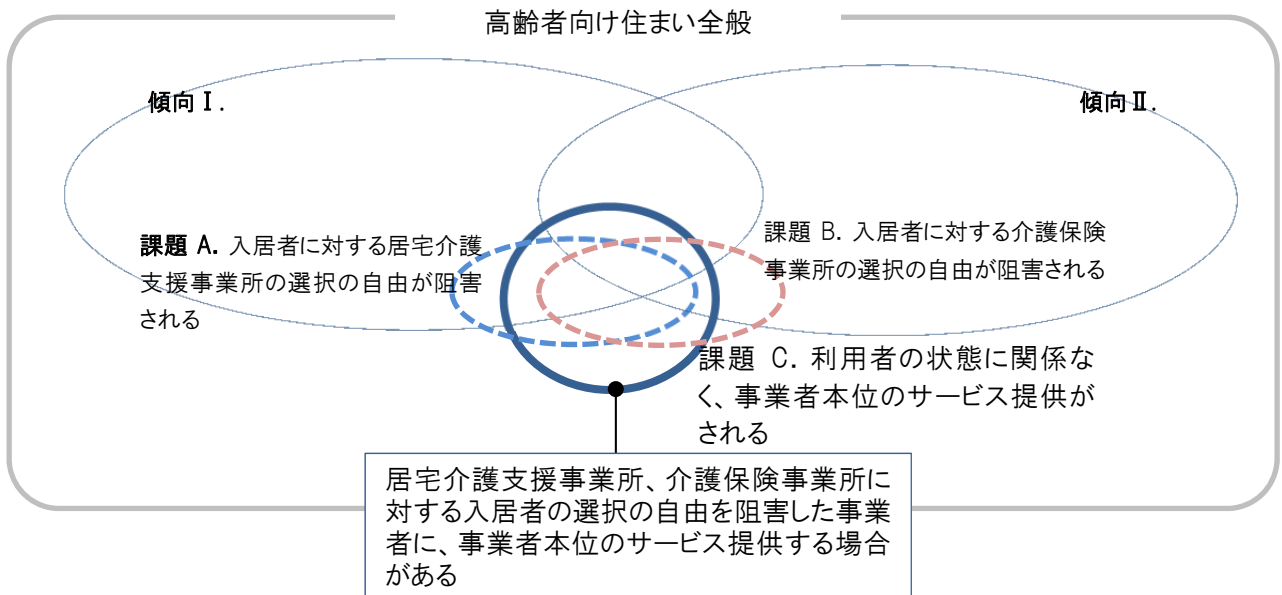 高齢者向け住まい全般
傾向Ⅰ.
傾向Ⅱ.
課題 A. 入居者に対する居宅介護
支援事業所の選択の自由が阻害
される
課題 B. 入居者に対する介護保険
事業所の選択の自由が阻害される
課題 C. 利用者の状態に関係な
く、事業者本位のサービス提供が
される
居宅介護支援事業所、介護保険事業所に
対する入居者の選択の自由を阻害した事業
者に、事業者本位のサービス提供する場合
がある